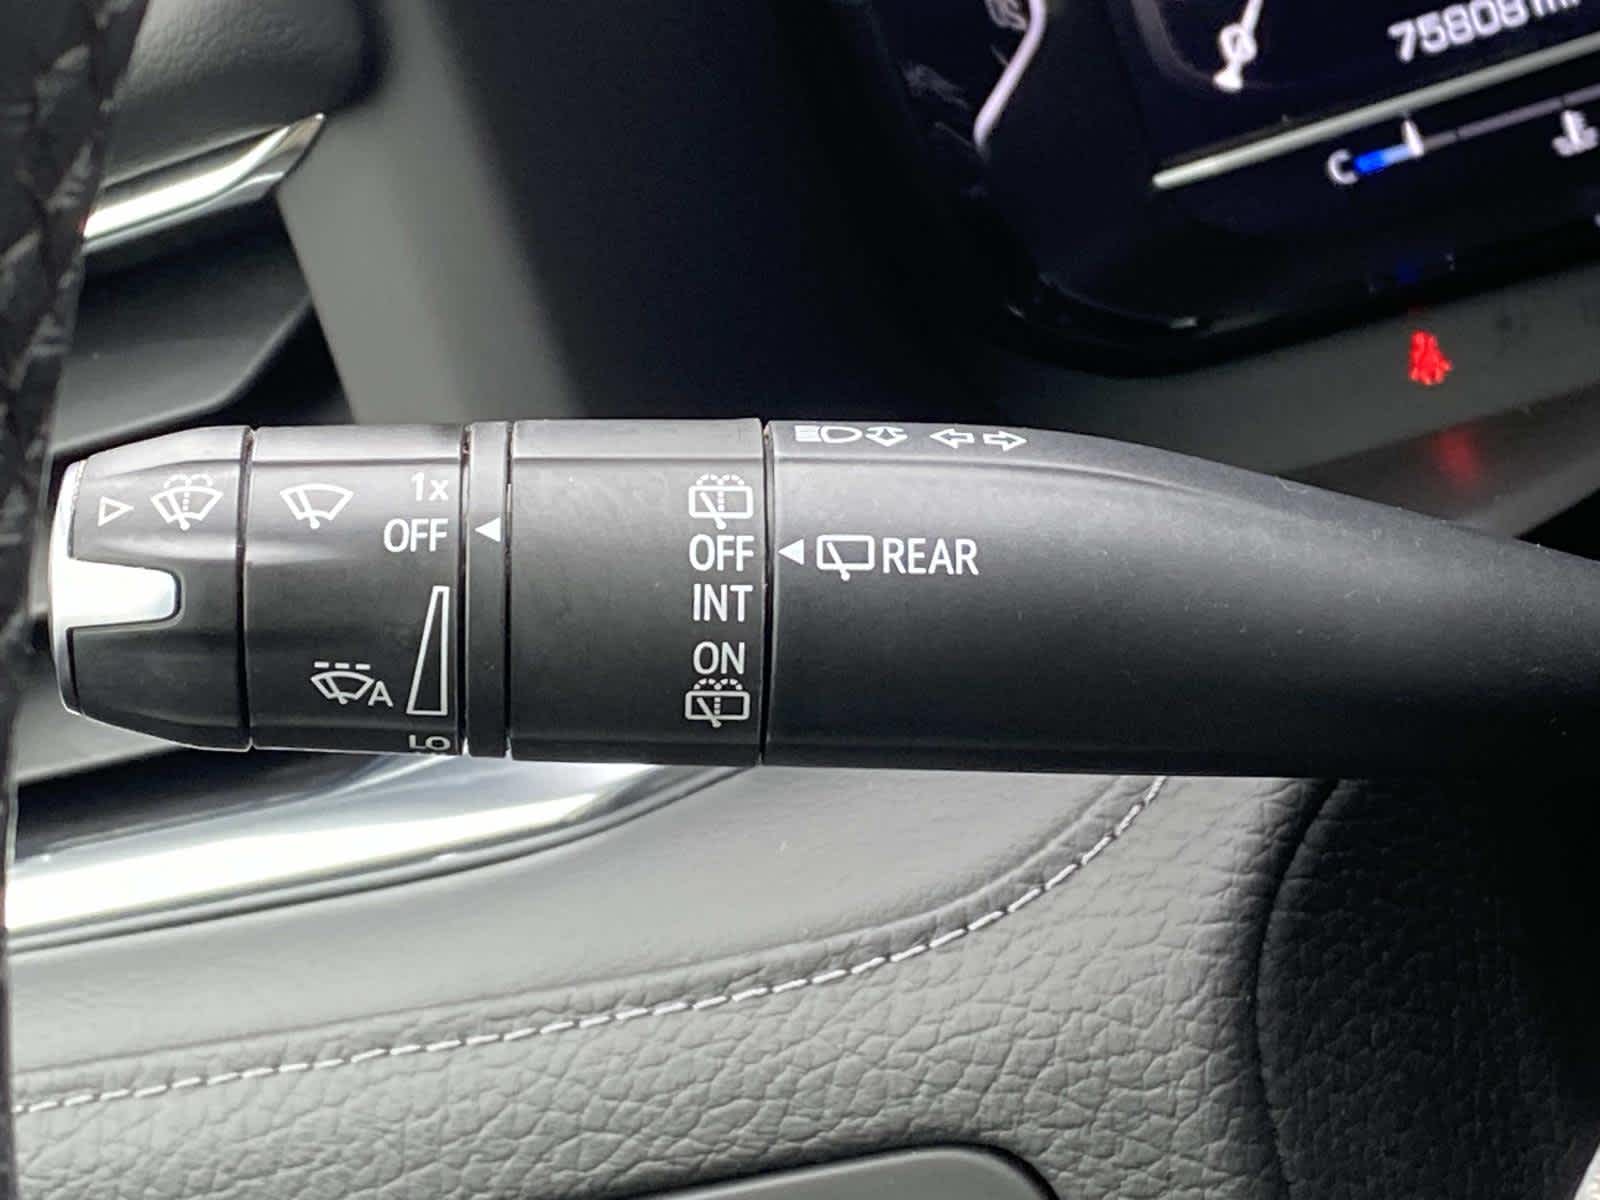 75808 mi
C
1x
OFF
A
LO
OFF
INT
ON
REAR